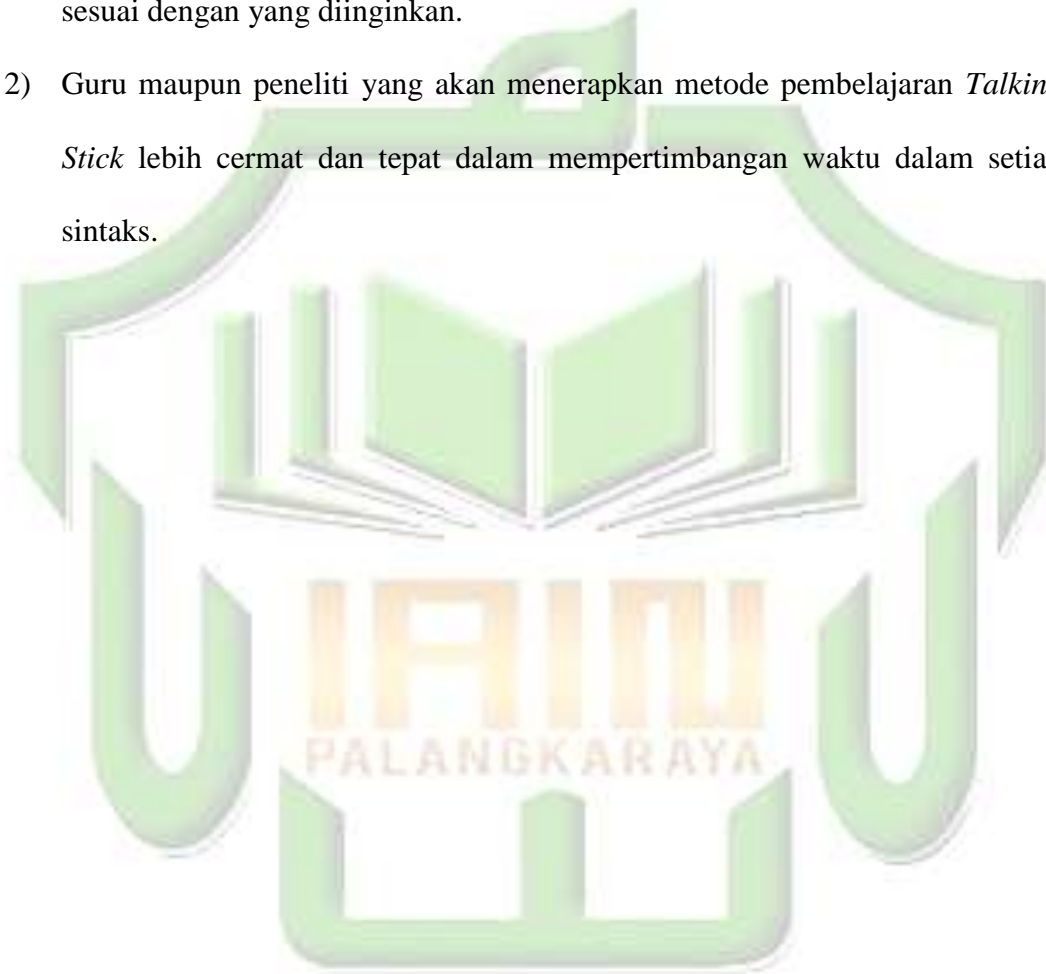 sesuai dengan yang diinginkan.
2) Guru maupun peneliti yang akan menerapkan metode pembelajaran Talkin
Stick lebih cermat dan tepat dalam mempertimbangan waktu dalam setia
sintaks.
IAIN
PALANGKARAYA